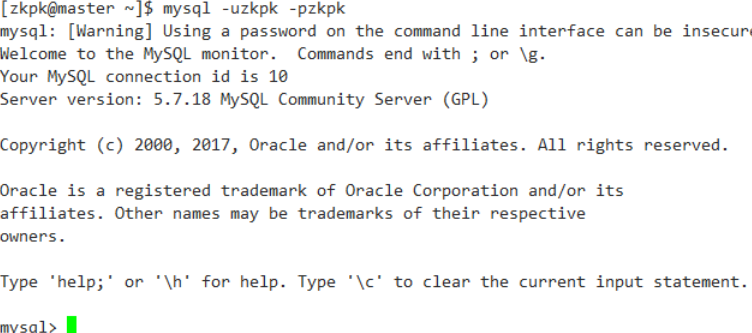 [zkpk@master ~]$ mysql -uzkpk -pzkpk
mysql: [Warning] Using a password on the command line interface can be insecure
Welcome to the MySQL monitor.  Commands end with ; or \g.
Your MySQL connection id is 10
Server version: 5.7.18 MySQL Community Server (GPL)
Copyright (c) 2000, 2017, Oracle and/or its affiliates. All rights reserved.
Oracle is a registered trademark of Oracle Corporation and/or its
affiliates. Other names may be trademarks of their respective
owners.
Type 'help;' or '\h' for help. Type '\c' to clear the current input statement.
mysql>